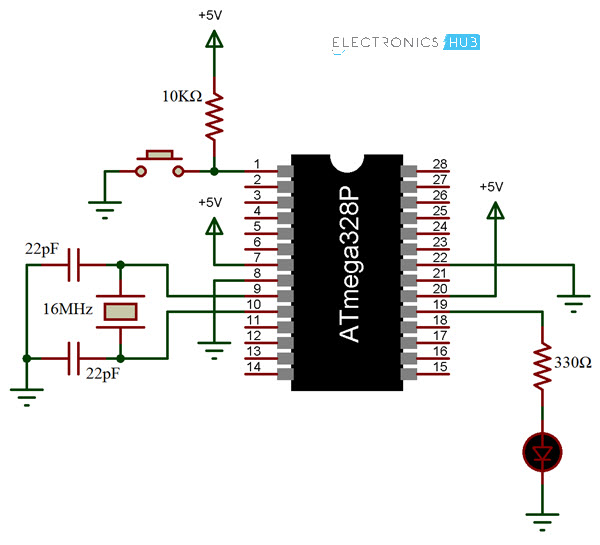 +5V
ELECTRONICS HUB
10KΩ
1 28
2 27
3 26
+5V +5V
4 25
5 24
6 23
22pF
7 22
8 21
9 20
16MHz
10 19
11 18
12 17
13 16
14 15
ATmega328P
22pF
330Ω